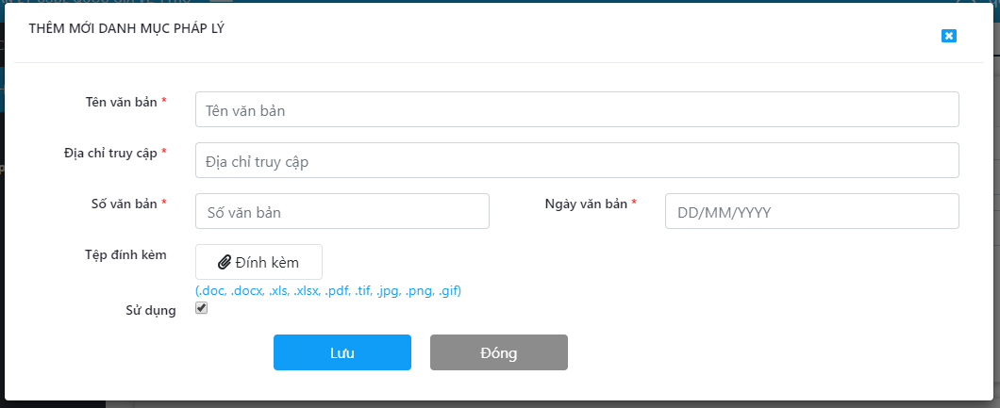 THÊM MỚI DANH MỤC PHÁP LÝ
Tên văn bản *
Tên văn bản
Địa chỉ truy cập *
Địa chỉ truy cập
Số văn bản *
Số văn bản
Ngày văn bản *
DD/MM/YYYY
Tệp đính kèm
Đính kèm
(.doc, .docx, .xls, .xlsx, .pdf, .tif, .jpg, .png, .gif)
Sử dụng
Lưu
Đóng